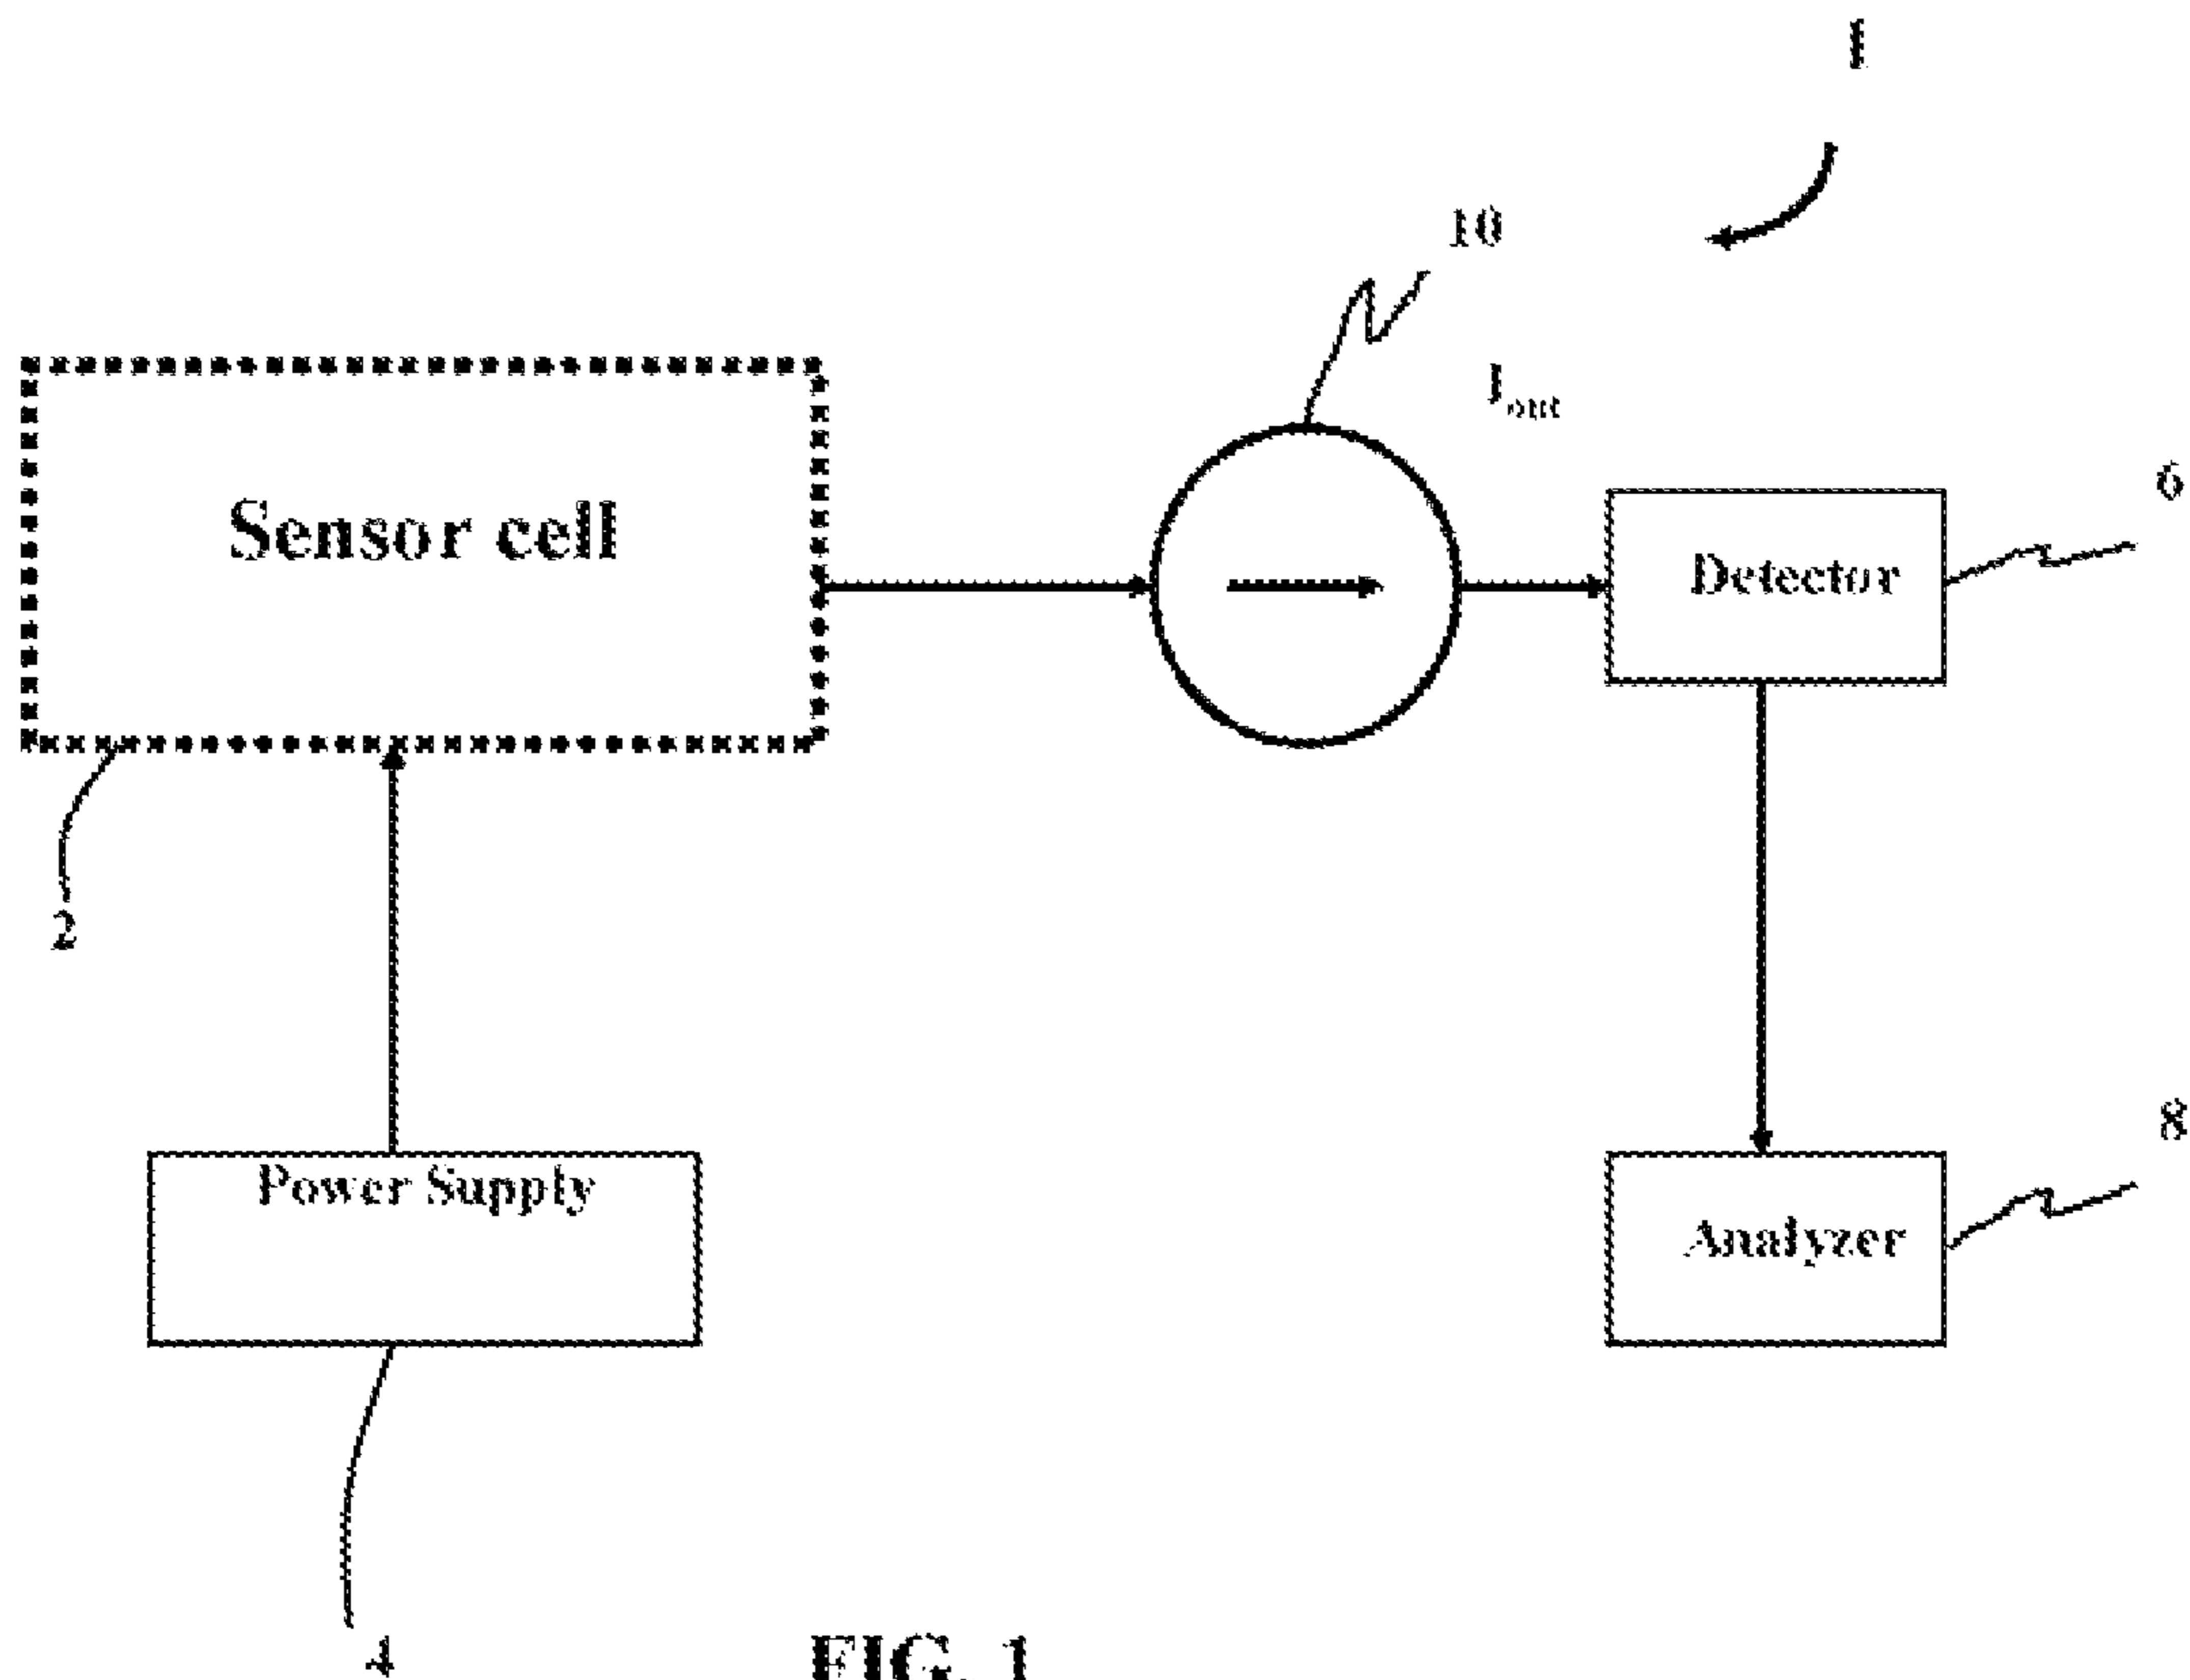 1
10
I_out
6
Sensor cell
Detector
2
8
Power Supply
Analyzer
4
FIG. 1